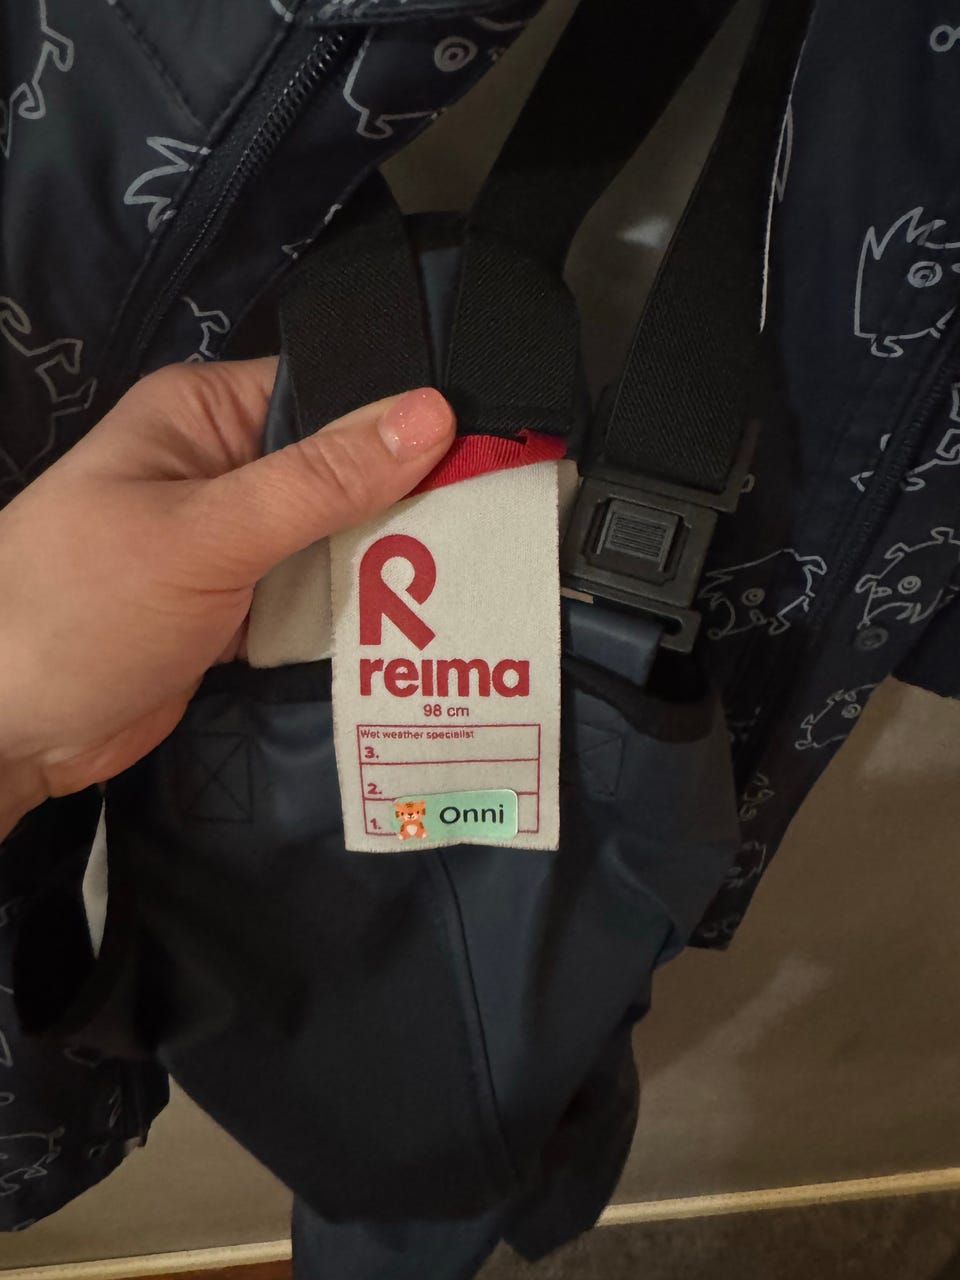 reima
98 cm
Wet weather specialist
3.
2.
1. Onni